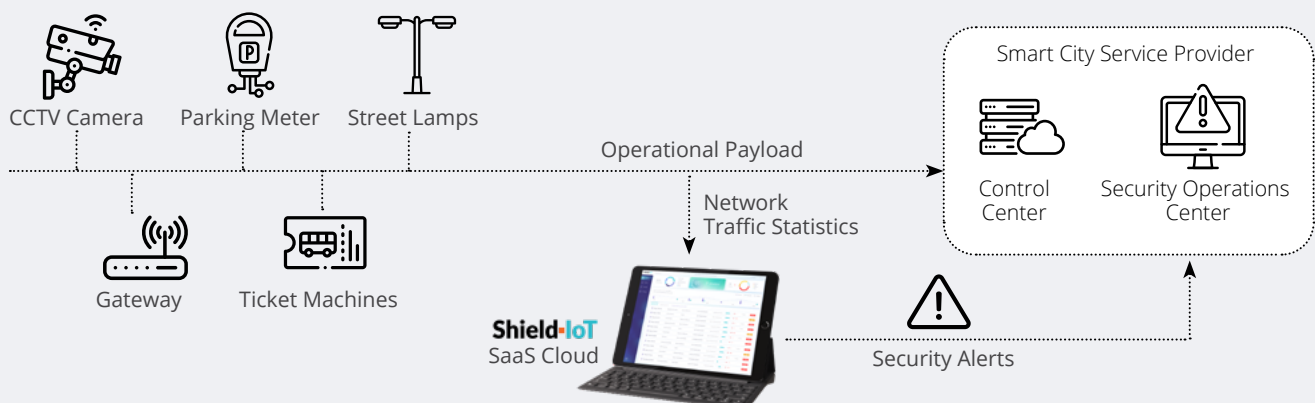 Smart City Service Provider
CCTV Camera
Parking Meter
Street Lamps
P
Operational Payload
Control
Center
Security Operations
Center
Network
Traffic Statistics
Gateway
Ticket Machines
Shield-IoT
SaaS Cloud
Security Alerts